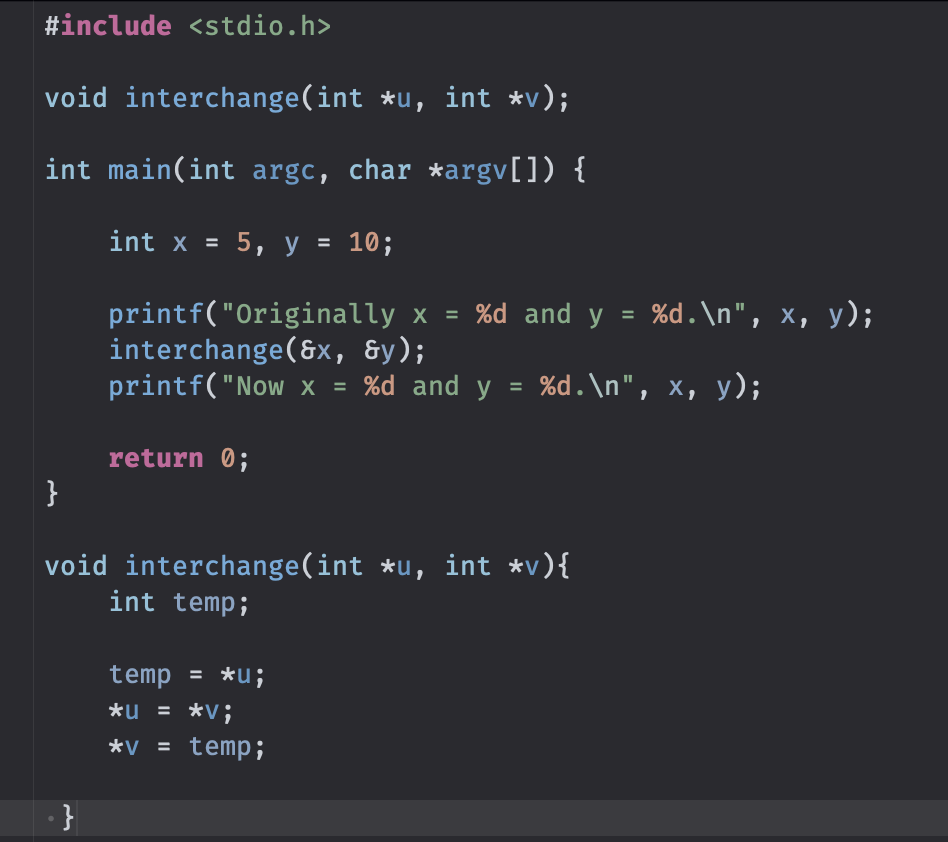 #include <stdio.h>
void interchange(int *u, int *v);
int main(int argc, char *argv[]) {
int x = 5, y = 10;
printf("Originally x = %d and y = %d.\n", x, y);
interchange(&x, &y);
printf("Now x = %d and y = %d.\n", x, y);
return 0;
}
void interchange(int *u, int *v){
int temp;
temp = *u;
*u = *v;
*v = temp;
}